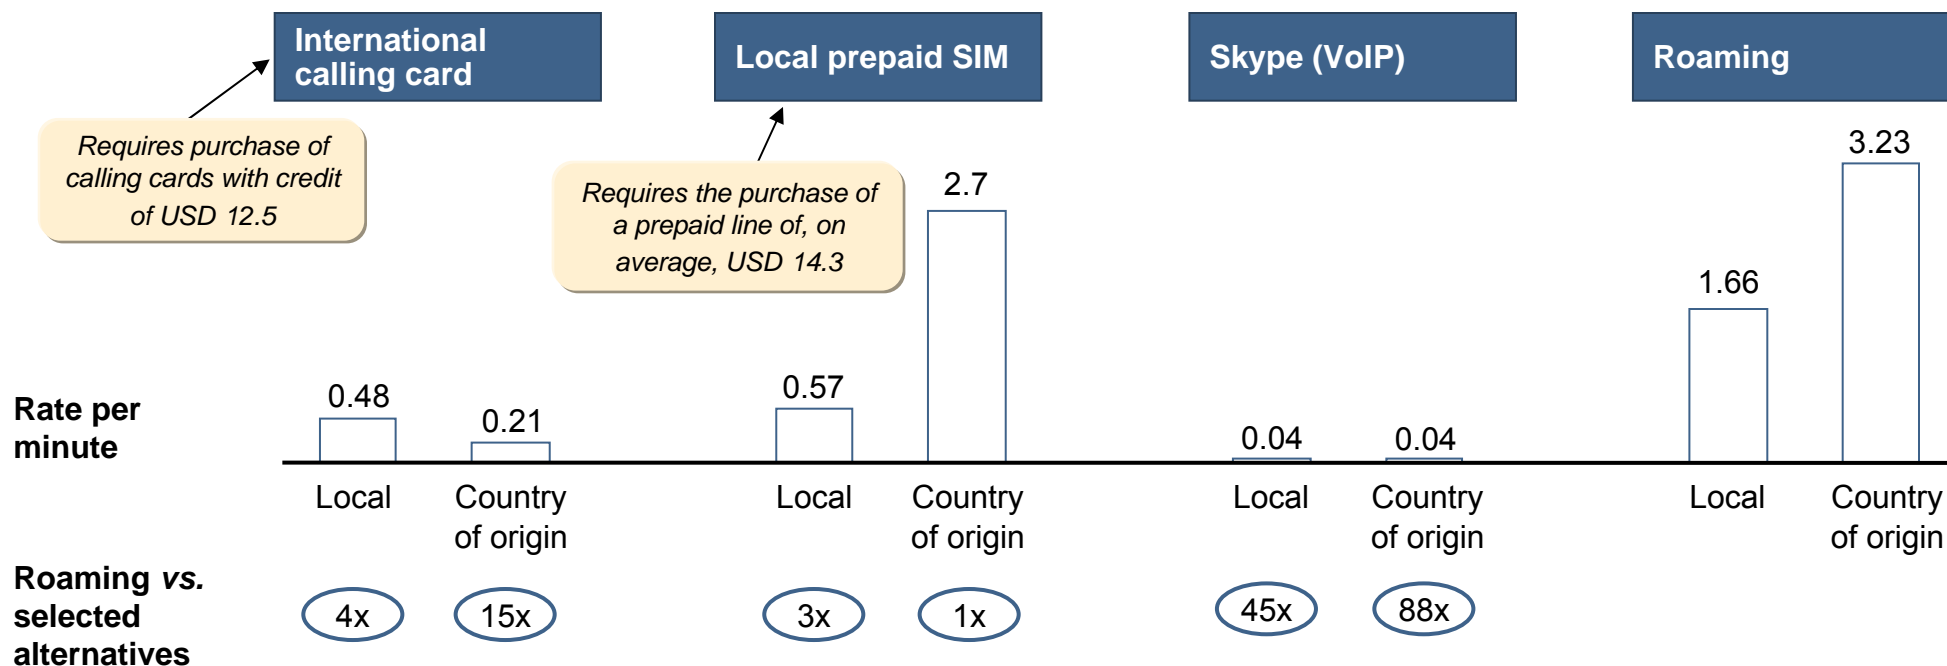 International
calling card
Local prepaid SIM
Skype (VoIP)
Roaming
Requires purchase of
calling cards with credit
of USD 12.5
Requires the purchase of
a prepaid line of, on
average, USD 14.3
Rate per
minute
0.48
0.21
0.57
2.7
0.04
0.04
1.66
3.23
Local
Country
of origin
Local
Country
of origin
Local
Country
of origin
Local
Country
of origin
Roaming vs.
selected
alternatives
4x
15x
3x
1x
45x
88x